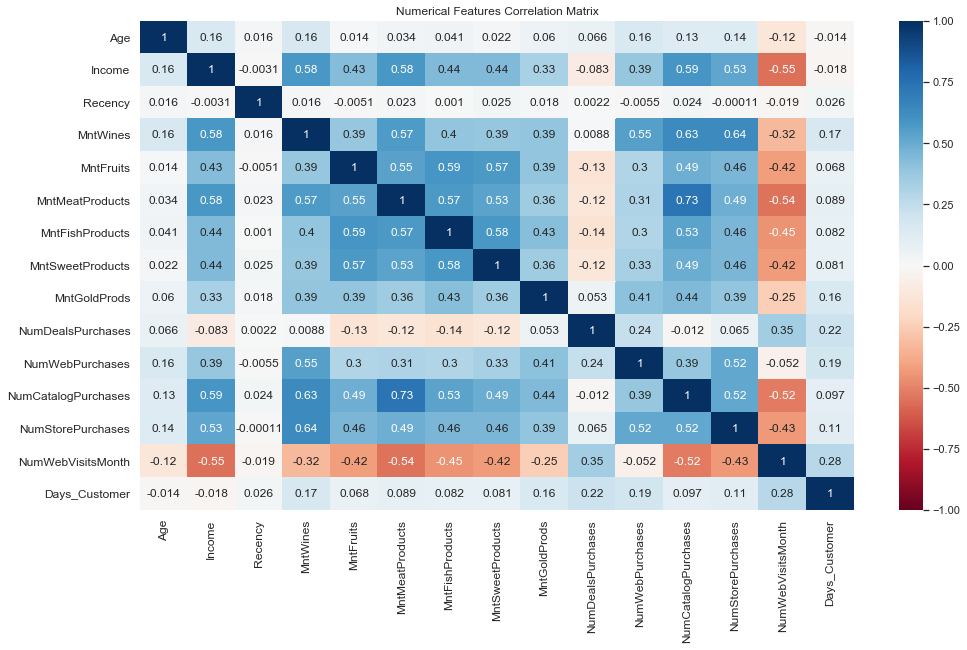 Numerical Features Correlation Matrix
Age 1 0.16 0.016 0.16 0.014 0.034 0.041 0.022 0.06 0.066 0.16 0.13 0.14 -0.12 -0.014
Income 0.16 1 -0.0031 0.58 0.43 0.58 0.44 0.44 0.33 -0.083 0.39 0.59 0.53 -0.55 -0.018
Recency 0.016 -0.0031 1 0.016 -0.0051 0.023 0.001 0.025 0.018 0.0022 -0.0055 0.024 -0.00011 -0.019 0.026
MntWines 0.16 0.58 0.016 1 0.39 0.57 0.4 0.39 0.39 0.0088 0.55 0.63 0.64 -0.32 0.17
MntFruits 0.014 0.43 -0.0051 0.39 1 0.55 0.59 0.57 0.39 -0.13 0.3 0.49 0.46 -0.42 0.068
MntMeatProducts 0.034 0.58 0.023 0.57 0.55 1 0.57 0.53 0.36 -0.12 0.31 0.73 0.49 -0.54 0.089
MntFishProducts 0.041 0.44 0.001 0.4 0.59 0.57 1 0.58 0.43 -0.14 0.3 0.53 0.46 -0.45 0.082
MntSweetProducts 0.022 0.44 0.025 0.39 0.57 0.53 0.58 1 0.36 -0.12 0.33 0.49 0.46 -0.42 0.081
MntGoldProds 0.06 0.33 0.018 0.39 0.39 0.36 0.43 0.36 1 0.053 0.41 0.44 0.39 -0.25 0.16
NumDealsPurchases 0.066 -0.083 0.0022 0.0088 -0.13 -0.12 -0.14 -0.12 0.053 1 0.24 -0.012 0.065 0.35 0.22
NumWebPurchases 0.16 0.39 -0.0055 0.55 0.3 0.31 0.3 0.33 0.41 0.24 1 0.39 0.52 -0.052 0.19
NumCatalogPurchases 0.13 0.59 0.024 0.63 0.49 0.73 0.53 0.49 0.44 -0.012 0.39 1 0.52 -0.52 0.097
NumStorePurchases 0.14 0.53 -0.00011 0.64 0.46 0.49 0.46 0.46 0.39 0.065 0.52 0.52 1 -0.43 0.11
NumWebVisitsMonth -0.12 -0.55 -0.019 -0.32 -0.42 -0.54 -0.45 -0.42 -0.25 0.35 -0.052 -0.52 -0.43 1 0.28
Days_Customer -0.014 -0.018 0.026 0.17 0.068 0.089 0.082 0.081 0.16 0.22 0.19 0.097 0.11 0.28 1
Age
Income
Recency
MntWines
MntFruits
MntMeatProducts
MntFishProducts
MntSweetProducts
MntGoldProds
NumDealsPurchases
NumWebPurchases
NumCatalogPurchases
NumStorePurchases
NumWebVisitsMonth
Days_Customer
1.00
0.75
0.50
0.25
0.00
−0.25
−0.50
−0.75
−1.00